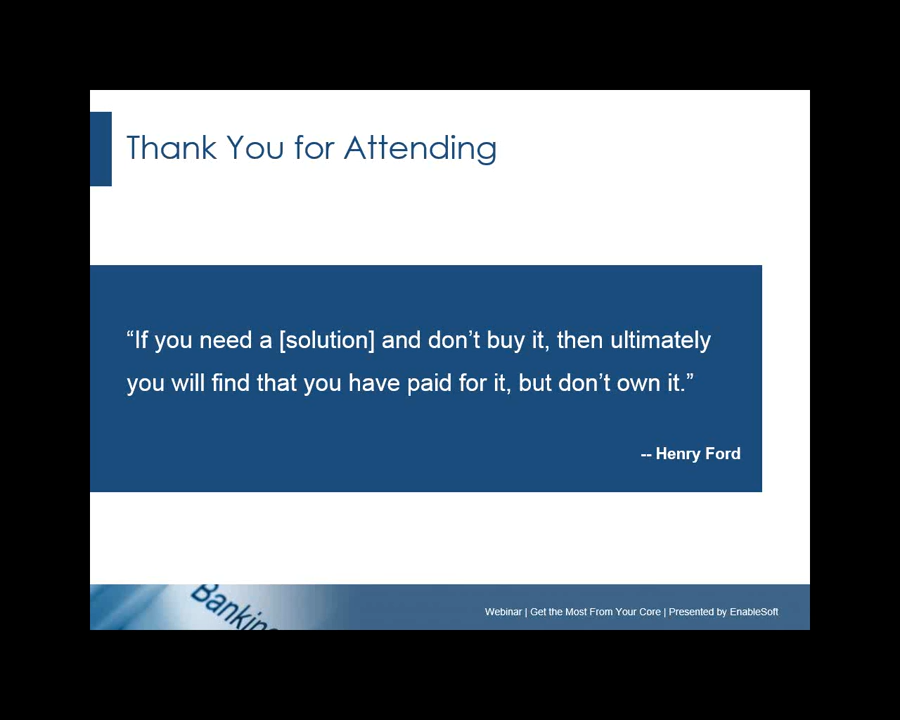 Thank You for Attending
“If you need a [solution] and don’t buy it, then ultimately
you will find that you have paid for it, but don’t own it.”
-- Henry Ford
Banking
Webinar | Get the Most From Your Core | Presented by EnableSoft